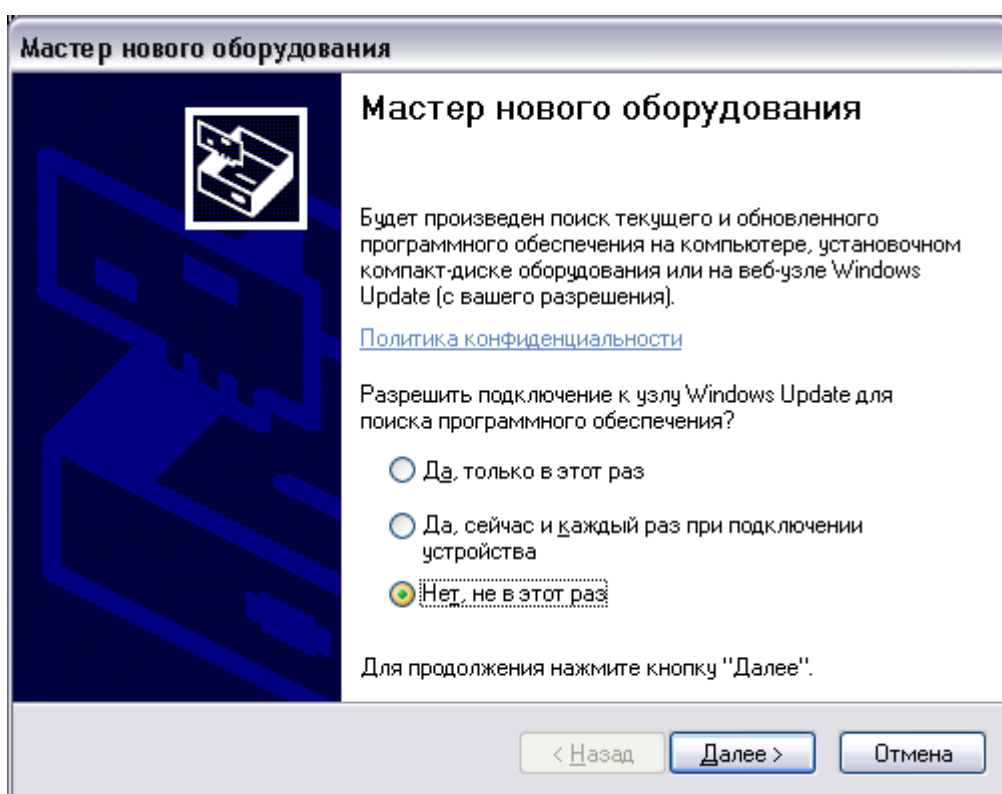 Мастер нового оборудования
Мастер нового оборудования
Будет произведен поиск текущего и обновленного
программного обеспечения на компьютере, установочном
компакт-диске оборудования или на веб-узле Windows
Update (с вашего разрешения).
Политика конфиденциальности
Разрешить подключение к узлу Windows Update для
поиска программного обеспечения?
Да, только в этот раз
Да, сейчас и каждый раз при подключении
устройства
Нет, не в этот раз
Для продолжения нажмите кнопку "Далее".
< Назад Далее > Отмена